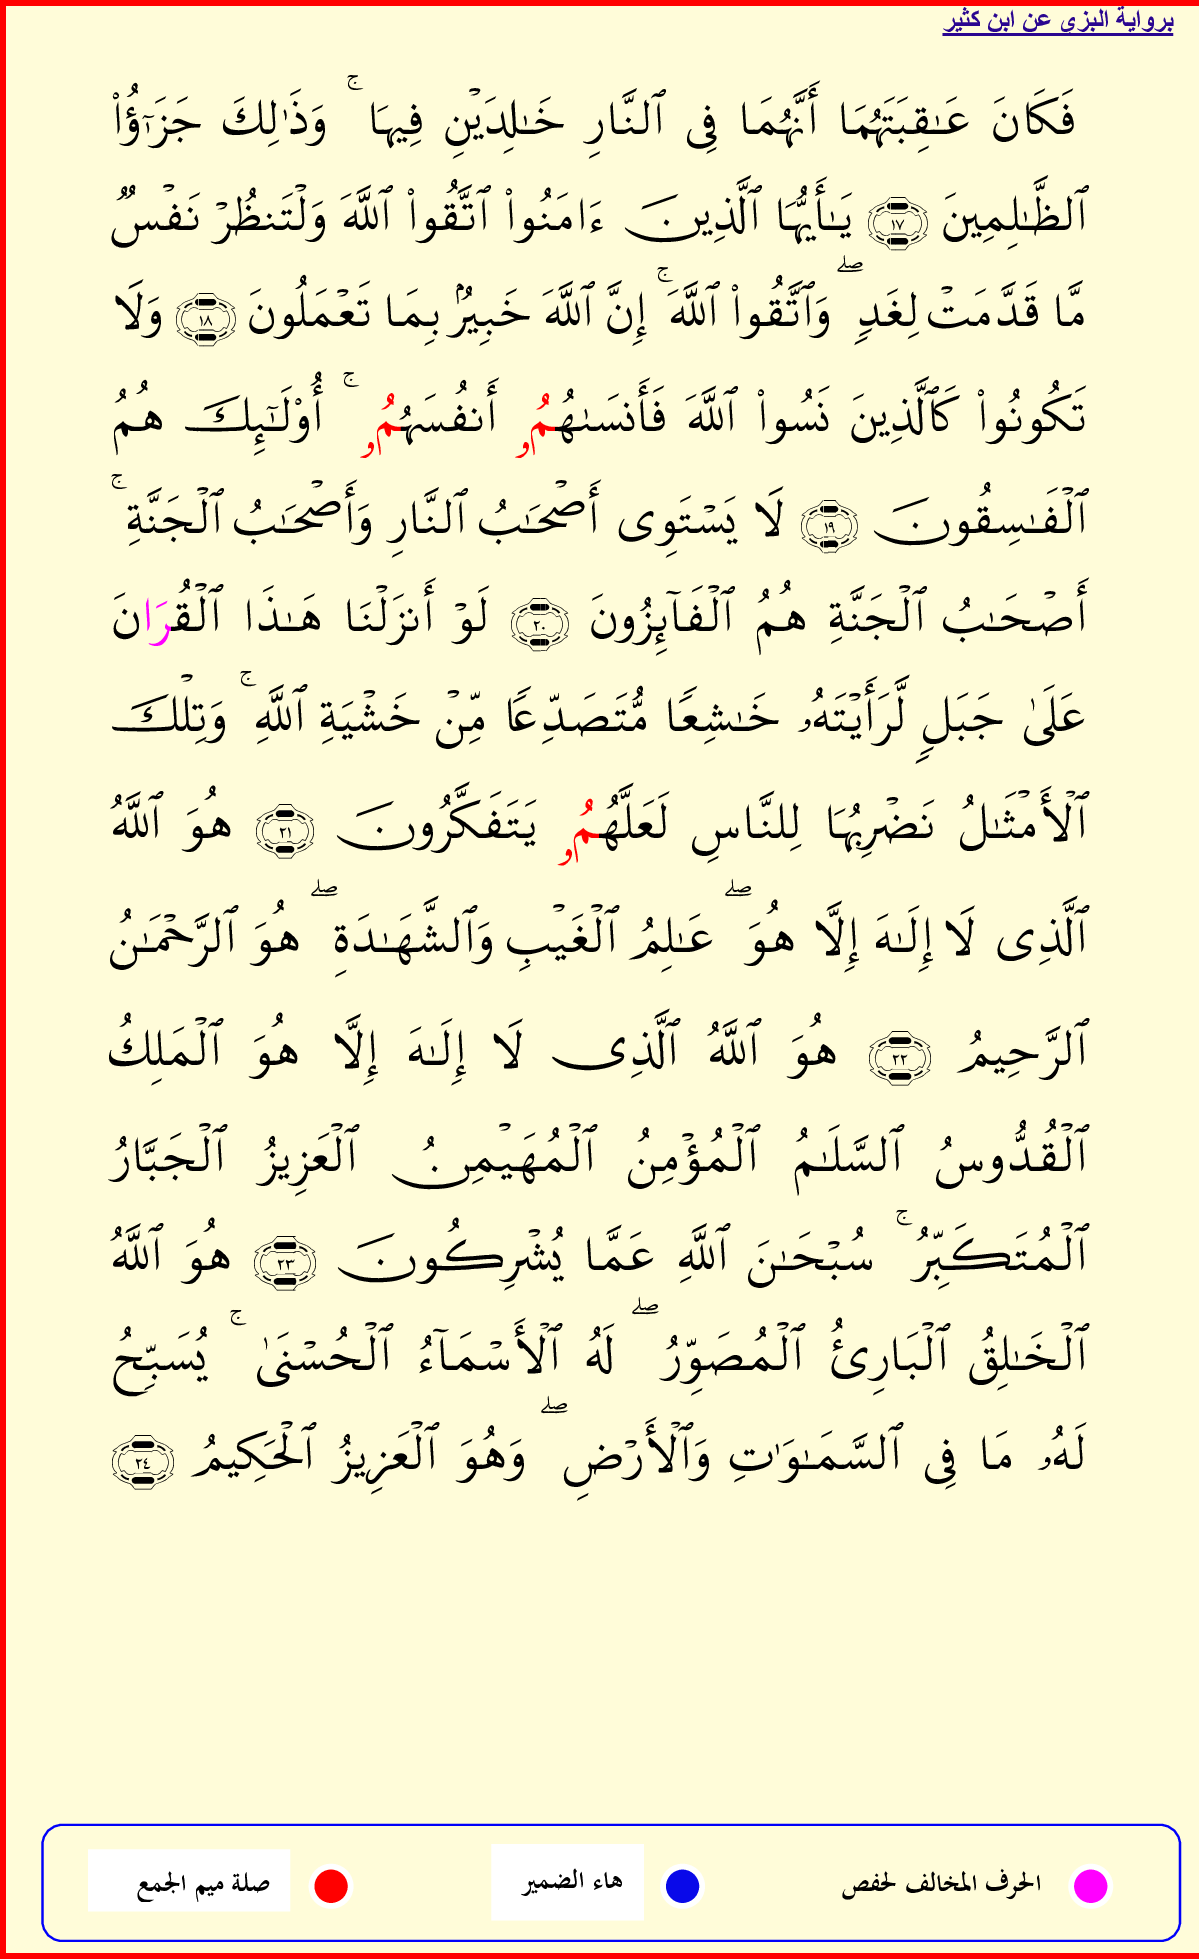 برواية البزي عن ابن كثير
فَكَانَ عَـٰقِبَتَهُمَا أَنَّهُمَا فِى ٱلنَّارِ خَـٰلِدَيْنِ فِيهَا ۚ وَذَٰلِكَ جَزَـٰٓؤُا۟
ٱلظَّـٰلِمِينَ ١٧ يَـٰٓأَيُّهَا ٱلَّذِينَ ءَامَنُوا۟ ٱتَّقُوا۟ ٱللَّهَ وَلْتَنظُرْ نَفْسٌ
مَّا قَدَّمَتْ لِغَدٍ ۖ وَٱتَّقُوا۟ ٱللَّهَ ۚ إِنَّ ٱللَّهَ خَبِيرٌۢ بِمَا تَعْمَلُونَ ١٨ وَلَا
تَكُونُوا۟ كَٱلَّذِينَ نَسُوا۟ ٱللَّهَ فَأَنسَىٰهُمُۥ أَنفُسَهُمُۥ ۚ أُو۟لَـٰٓئِكَ هُمُ
ٱلْفَـٰسِقُونَ ١٩ لَا يَسْتَوِى أَصْحَـٰبُ ٱلنَّارِ وَأَصْحَـٰبُ ٱلْجَنَّةِ ۚ
أَصْحَـٰبُ ٱلْجَنَّةِ هُمُ ٱلْفَآئِزُونَ ٢٠ لَوْ أَنزَلْنَا هَـٰذَا ٱلْقُرَانَ
عَلَىٰ جَبَلٍ لَّرَأَيْتَهُۥ خَـٰشِعًا مُّتَصَدِّعًا مِّنْ خَشْيَةِ ٱللَّهِ ۚ وَتِلْكَ
ٱلْأَمْثَـٰلُ نَضْرِبُهَا لِلنَّاسِ لَعَلَّهُمُۥ يَتَفَكَّرُونَ ٢١ هُوَ ٱللَّهُ
ٱلَّذِى لَا إِلَـٰهَ إِلَّا هُوَ ۖ عَـٰلِمُ ٱلْغَيْبِ وَٱلشَّهَـٰدَةِ ۖ هُوَ ٱلرَّحْمَـٰنُ
ٱلرَّحِيمُ ٢٢ هُوَ ٱللَّهُ ٱلَّذِى لَا إِلَـٰهَ إِلَّا هُوَ ٱلْمَلِكُ
ٱلْقُدُّوسُ ٱلسَّلَـٰمُ ٱلْمُؤْمِنُ ٱلْمُهَيْمِنُ ٱلْعَزِيزُ ٱلْجَبَّارُ
ٱلْمُتَكَبِّرُ ۚ سُبْحَـٰنَ ٱللَّهِ عَمَّا يُشْرِكُونَ ٢٣ هُوَ ٱللَّهُ
ٱلْخَـٰلِقُ ٱلْبَارِئُ ٱلْمُصَوِّرُ ۖ لَهُ ٱلْأَسْمَآءُ ٱلْحُسْنَىٰ ۚ يُسَبِّحُ
لَهُۥ مَا فِى ٱلسَّمَـٰوَٰتِ وَٱلْأَرْضِ ۖ وَهُوَ ٱلْعَزِيزُ ٱلْحَكِيمُ ٢٤
الحرف المخالف لحفص هاء الضمير صلة ميم الجمع